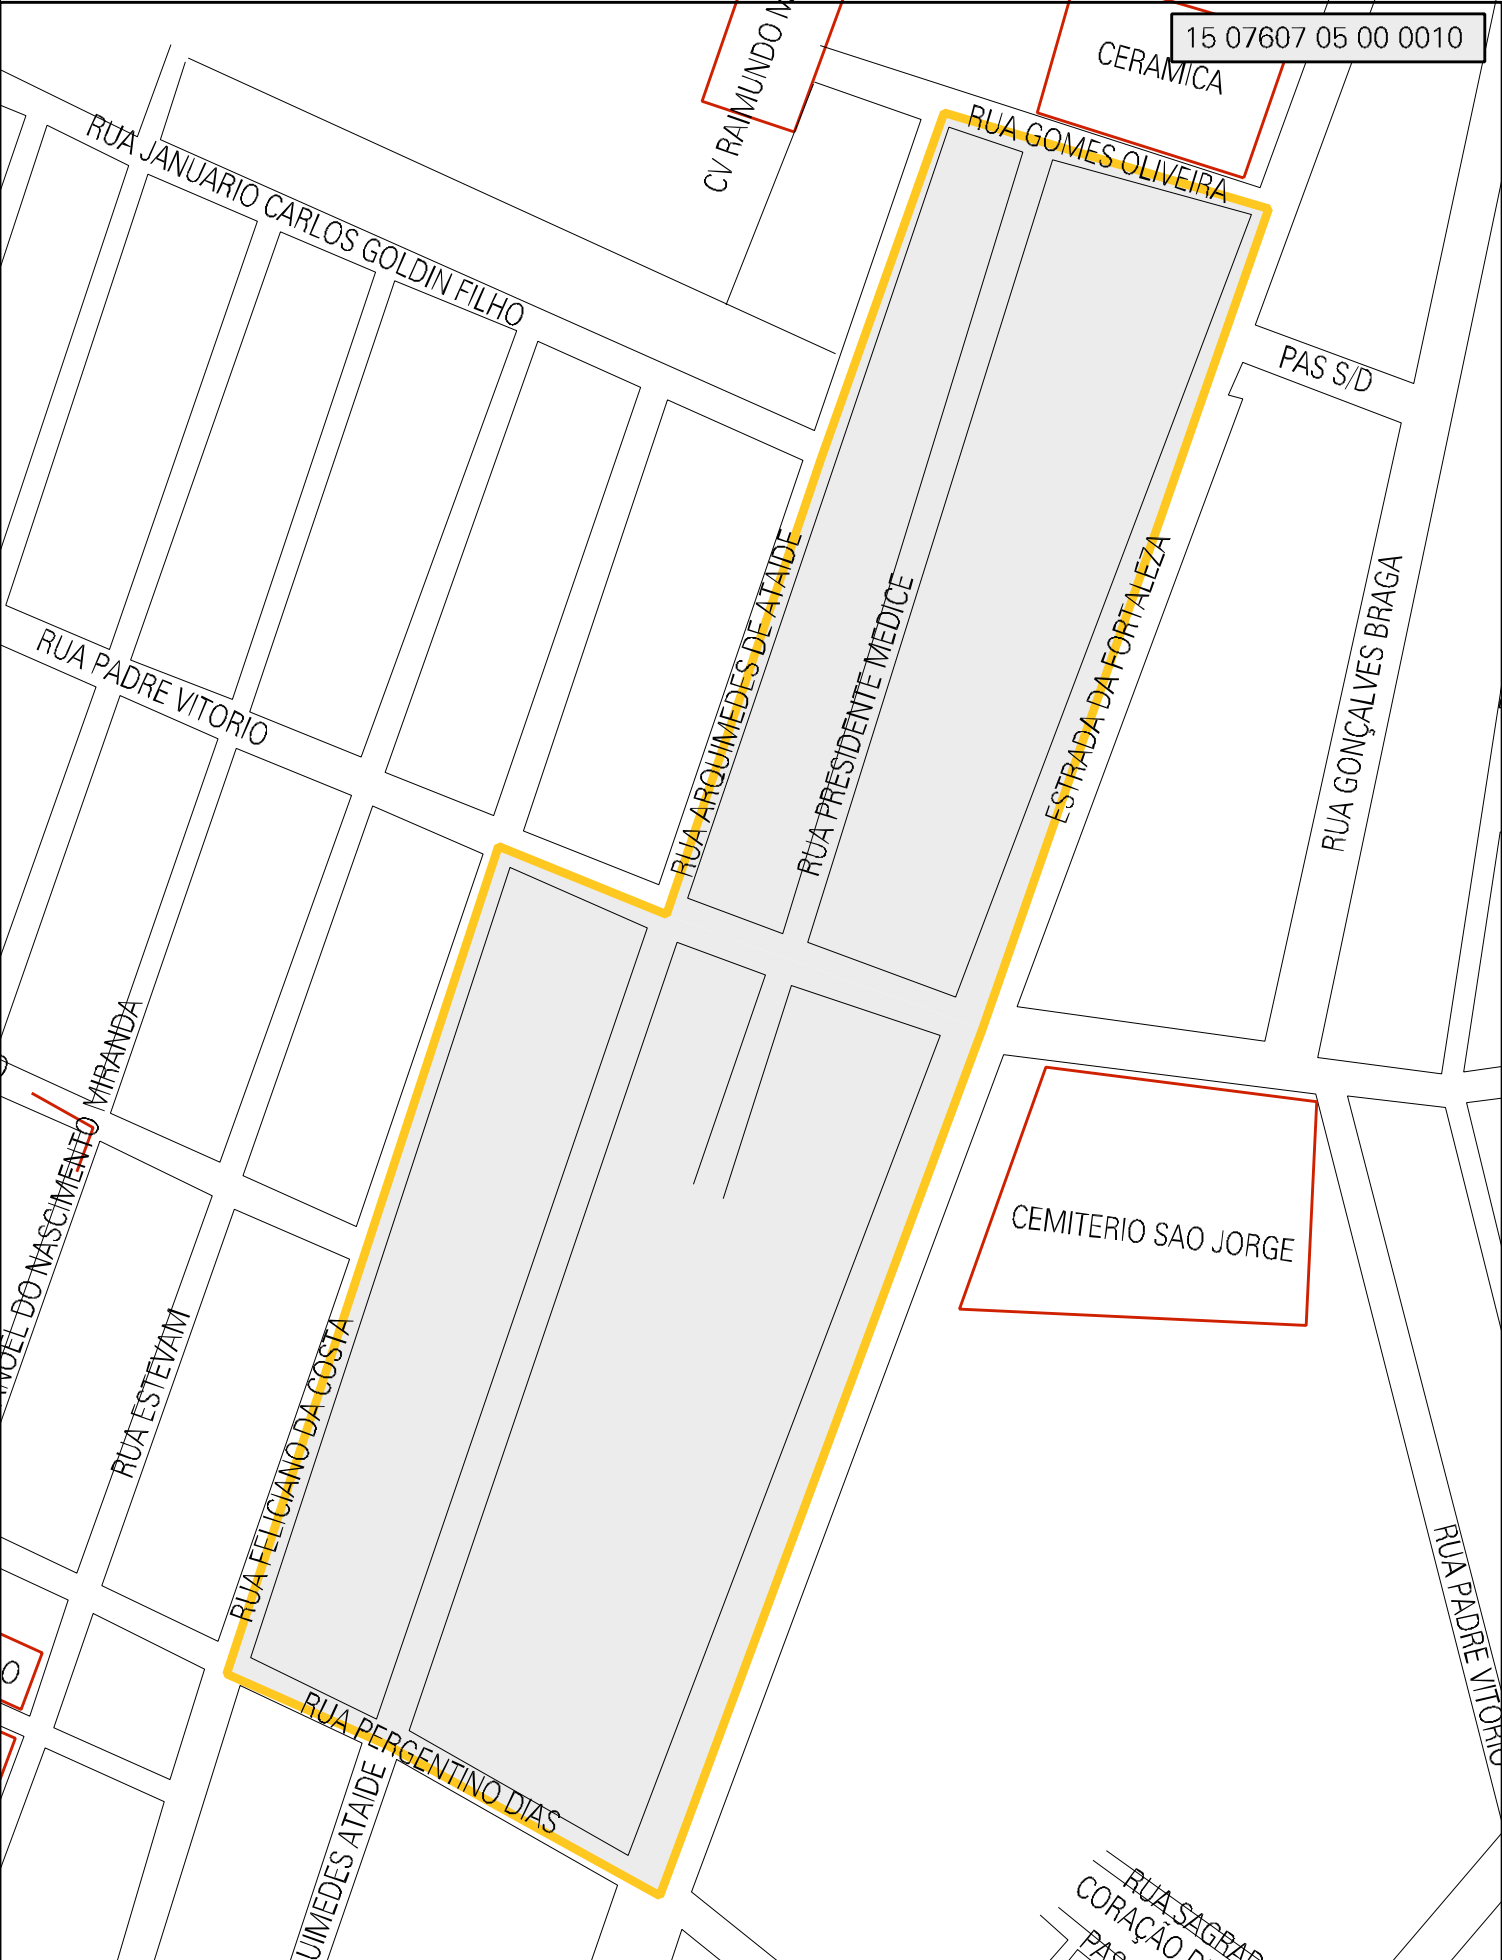 15 07607 05 00 0010
CERAMICA
CV RAIMUNDO
RUA GOMES OLIVEIRA
RUA JANUARIO CARLOS GOLDIN FILHO
PAS S/D
RUA ARQUIMEDES DE ATAIDE
RUA PRESIDENTE MEDICE
ESTRADA DA FORTALEZA
RUA GONÇALVES BRAGA
RUA PADRE VITORIO
DO NASCIMENTO MIRANDA
CEMITERIO SAO JORGE
RUA ESTEVAM
RUA FELICIANO DA COSTA
RUA PADRE VITORIO
O
RUA PERGENTINO DIAS
UIMEDES ATAIDE
RUA SAGRAD
CORAÇÃO D
PAS